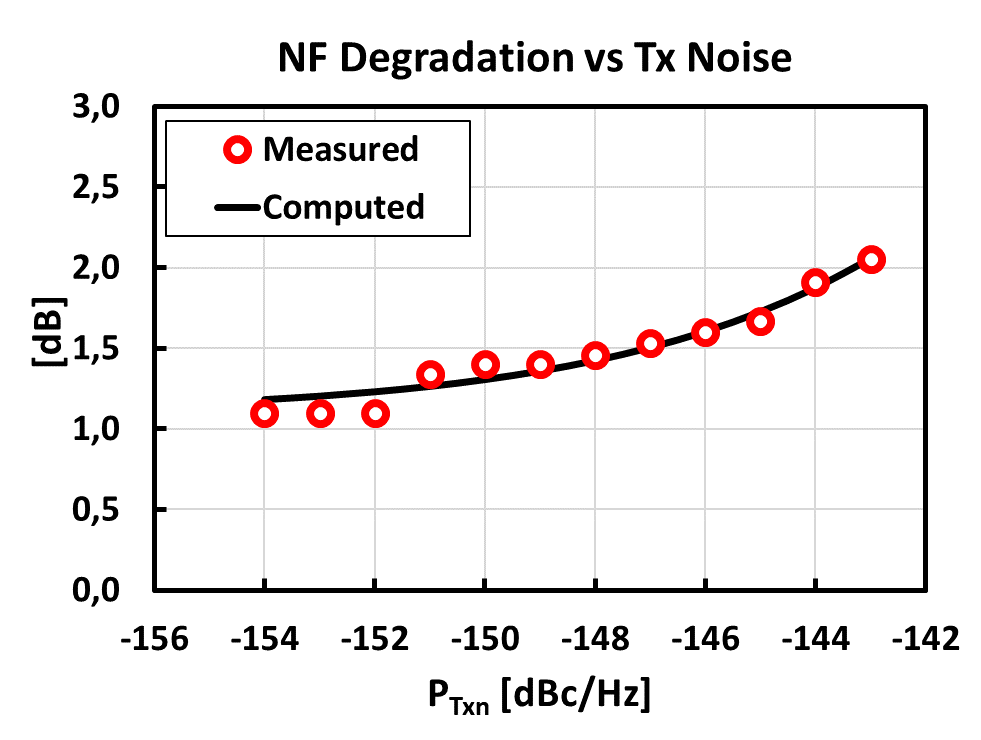 NF Degradation vs Tx Noise
3,0
2,5
2,0
1,5
1,0
0,5
0,0
[dB]
Measured
Computed
-156 -154 -152 -150 -148 -146 -144 -142
P_Txn [dBc/Hz]